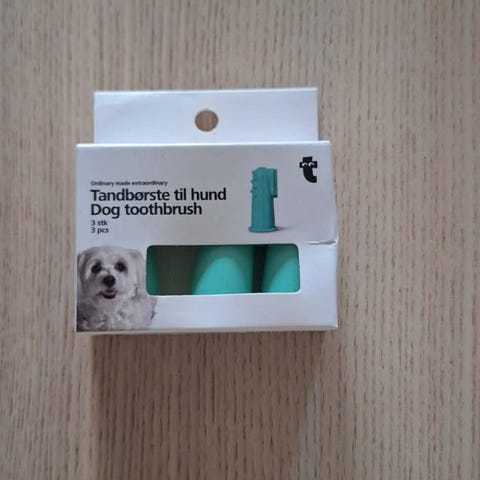 Ordinary made extraordinary
Tandbørste til hund
Dog toothbrush
3 stk
3 pcs
t